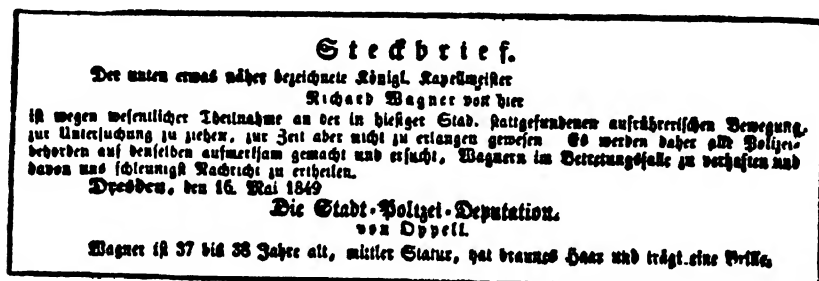 Steckbrief.
Der unten etwas näher bezeichnete Königl. Kapellmeister
Richard Wagner von hier
ist wegen wesentlicher Theilnahme an der in hiesiger Stad. stattgefundenen aufrührerischen Bewegung,
zur Untersuchung zu ziehen, zur Zeit aber nicht zu erlangen gewesen Es werden daher alle Polizei-
behorden auf denselben aufmerksam gemacht und ersucht, Wagnern im Betretungsfalle zu verhaften und
davon uns schleunigst Nachricht zu ertheilen.
Dresden, den 16. Mai 1849
Die Stadt-Polizei-Deputation.
von Oppell.
Wagner ist 37 bis 38 Jahre alt, mittler Statur, hat braunes Haar und trägt eine Brille.